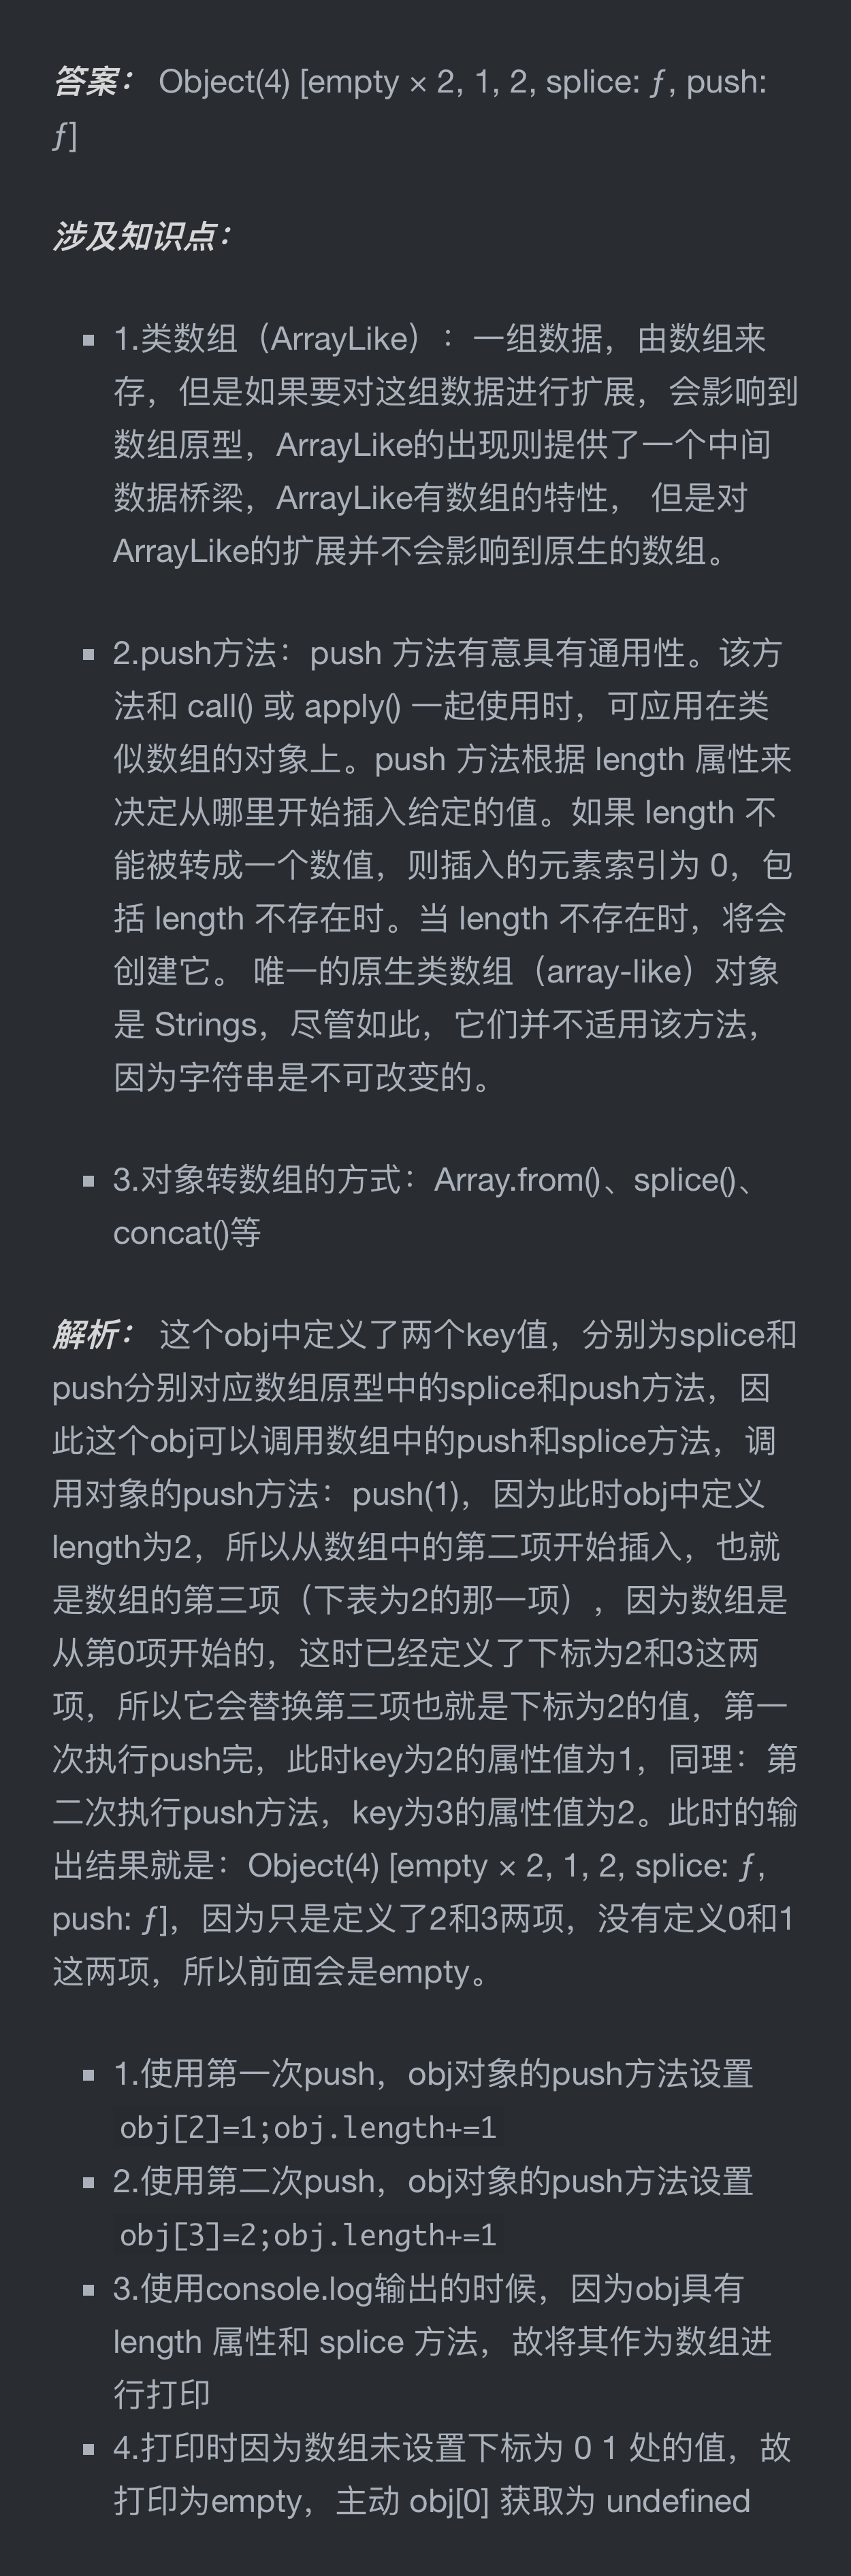 答案： Object(4) [empty × 2, 1, 2, splice: ƒ, push:
ƒ]
涉及知识点：
1.类数组（ArrayLike）：一组数据，由数组来
存，但是如果要对这组数据进行扩展，会影响到
数组原型，ArrayLike的出现则提供了一个中间
数据桥梁，ArrayLike有数组的特性， 但是对
ArrayLike的扩展并不会影响到原生的数组。
2.push方法：push 方法有意具有通用性。该方
法和 call() 或 apply() 一起使用时，可应用在类
似数组的对象上。push 方法根据 length 属性来
决定从哪里开始插入给定的值。如果 length 不
能被转成一个数值，则插入的元素索引为 0，包
括 length 不存在时。当 length 不存在时，将会
创建它。 唯一的原生类数组（array-like）对象
是 Strings，尽管如此，它们并不适用该方法，
因为字符串是不可改变的。
3.对象转数组的方式：Array.from()、splice()、
concat()等
解析： 这个obj中定义了两个key值，分别为splice和
push分别对应数组原型中的splice和push方法，因
此这个obj可以调用数组中的push和splice方法，调
用对象的push方法：push(1)，因为此时obj中定义
length为2，所以从数组中的第二项开始插入，也就
是数组的第三项（下表为2的那一项），因为数组是
从第0项开始的，这时已经定义了下标为2和3这两
项，所以它会替换第三项也就是下标为2的值，第一
次执行push完，此时key为2的属性值为1，同理：第
二次执行push方法，key为3的属性值为2。此时的输
出结果就是：Object(4) [empty × 2, 1, 2, splice: ƒ,
push: ƒ]，因为只是定义了2和3两项，没有定义0和1
这两项，所以前面会是empty。
1.使用第一次push，obj对象的push方法设置
obj[2]=1;obj.length+=1
2.使用第二次push，obj对象的push方法设置
obj[3]=2;obj.length+=1
3.使用console.log输出的时候，因为obj具有
length 属性和 splice 方法，故将其作为数组进
行打印
4.打印时因为数组未设置下标为 0 1 处的值，故
打印为empty，主动 obj[0] 获取为 undefined